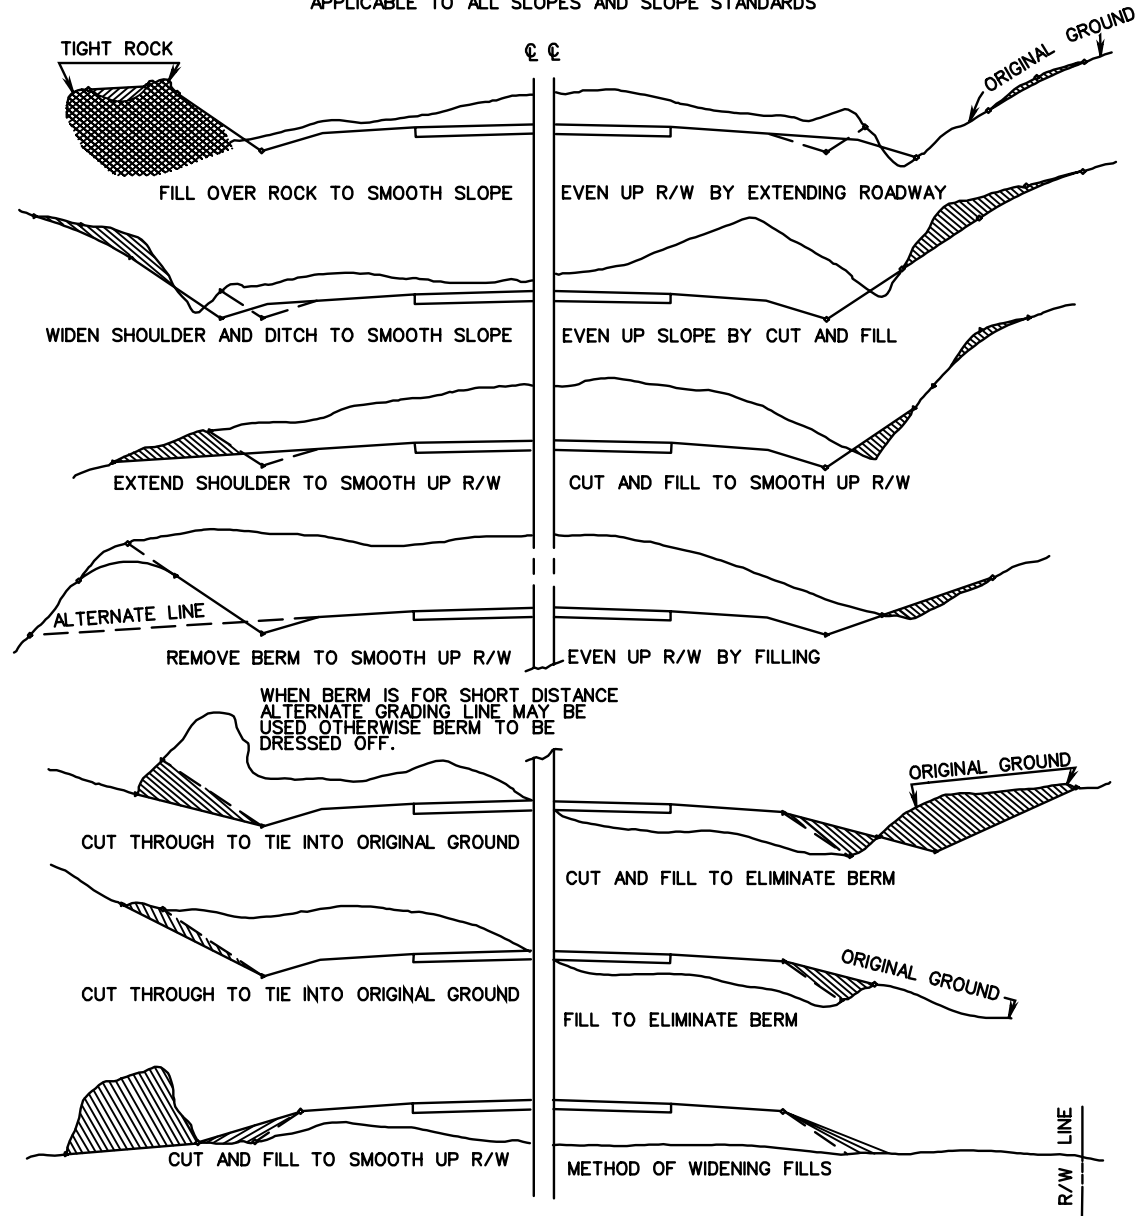 APPLICABLE TO ALL SLOPES AND SLOPE STANDARDS
TIGHT ROCK
℄ ℄
ORIGINAL GROUND
FILL OVER ROCK TO SMOOTH SLOPE
EVEN UP R/W BY EXTENDING ROADWAY
WIDEN SHOULDER AND DITCH TO SMOOTH SLOPE
EVEN UP SLOPE BY CUT AND FILL
EXTEND SHOULDER TO SMOOTH UP R/W
CUT AND FILL TO SMOOTH UP R/W
ALTERNATE LINE
REMOVE BERM TO SMOOTH UP R/W
EVEN UP R/W BY FILLING
WHEN BERM IS FOR SHORT DISTANCE
ALTERNATE GRADING LINE MAY BE
USED OTHERWISE BERM TO BE
DRESSED OFF.
ORIGINAL GROUND
CUT THROUGH TO TIE INTO ORIGINAL GROUND
CUT AND FILL TO ELIMINATE BERM
ORIGINAL GROUND
CUT THROUGH TO TIE INTO ORIGINAL GROUND
FILL TO ELIMINATE BERM
CUT AND FILL TO SMOOTH UP R/W
METHOD OF WIDENING FILLS
R/W LINE